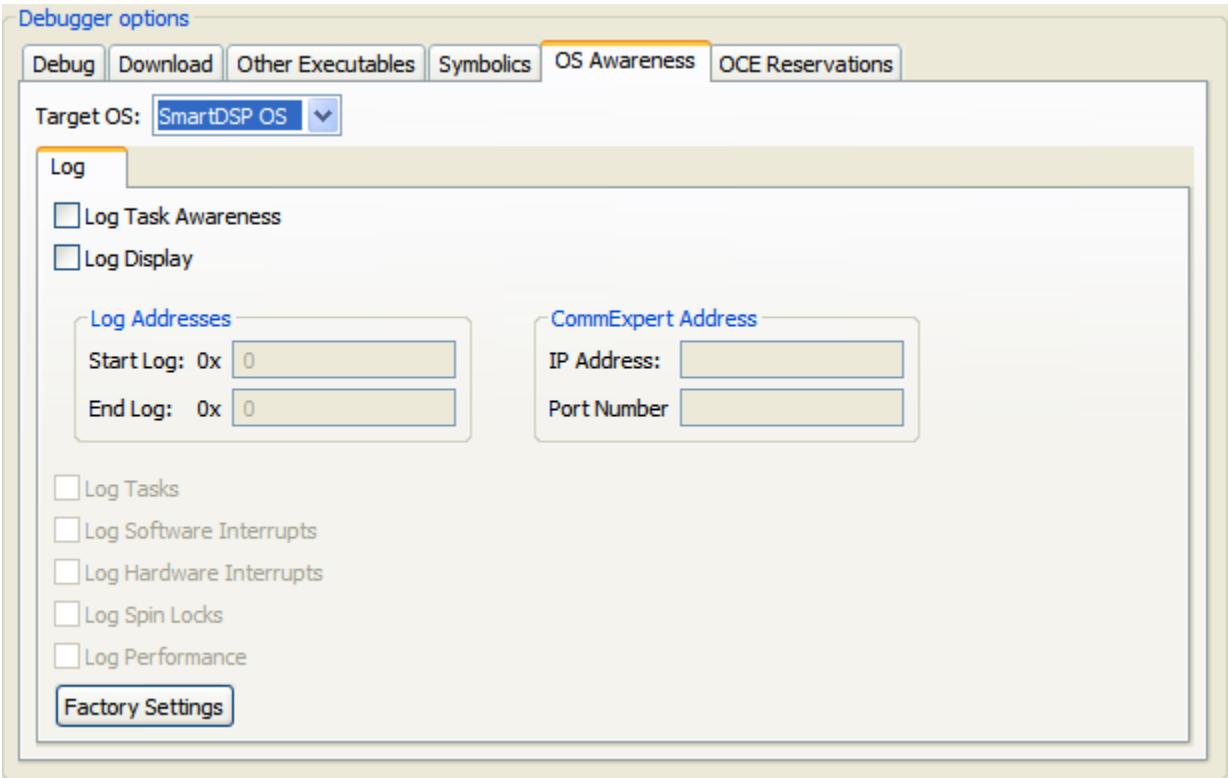 Debugger options
Debug Download Other Executables Symbolics OS Awareness OCE Reservations
Target OS: SmartDSP OS
Log
Log Task Awareness
Log Display
Log Addresses CommExpert Address
Start Log: 0x 0 IP Address:
End Log: 0x 0 Port Number
Log Tasks
Log Software Interrupts
Log Hardware Interrupts
Log Spin Locks
Log Performance
Factory Settings